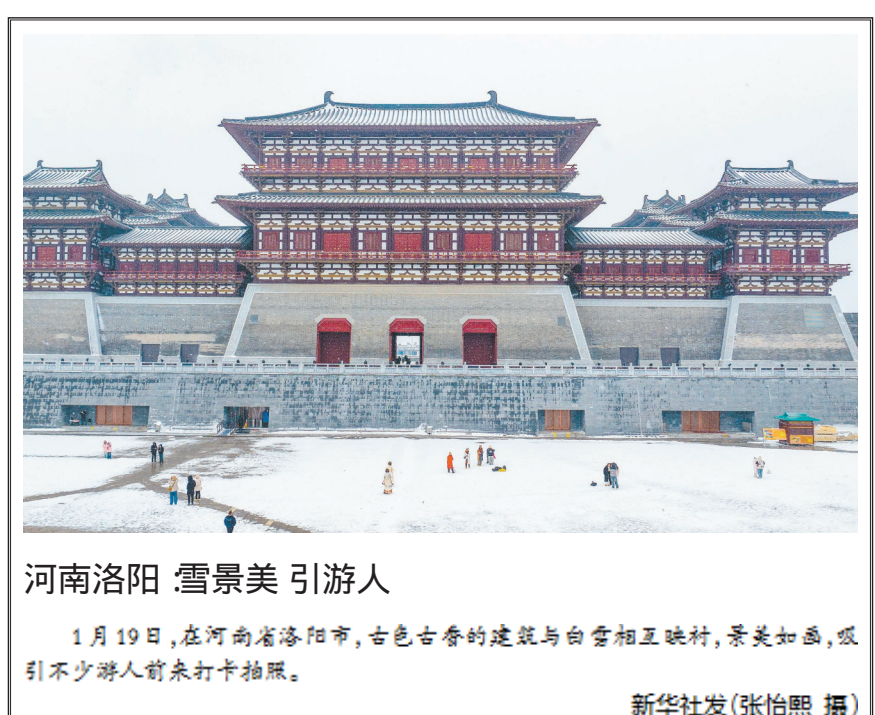 河南洛阳:雪景美 引游人
1月19日,在河南省洛阳市,古色古香的建筑与白雪相互映衬,景美如画,吸
引不少游人前来打卡拍照。
新华社发(张怡熙 摄)